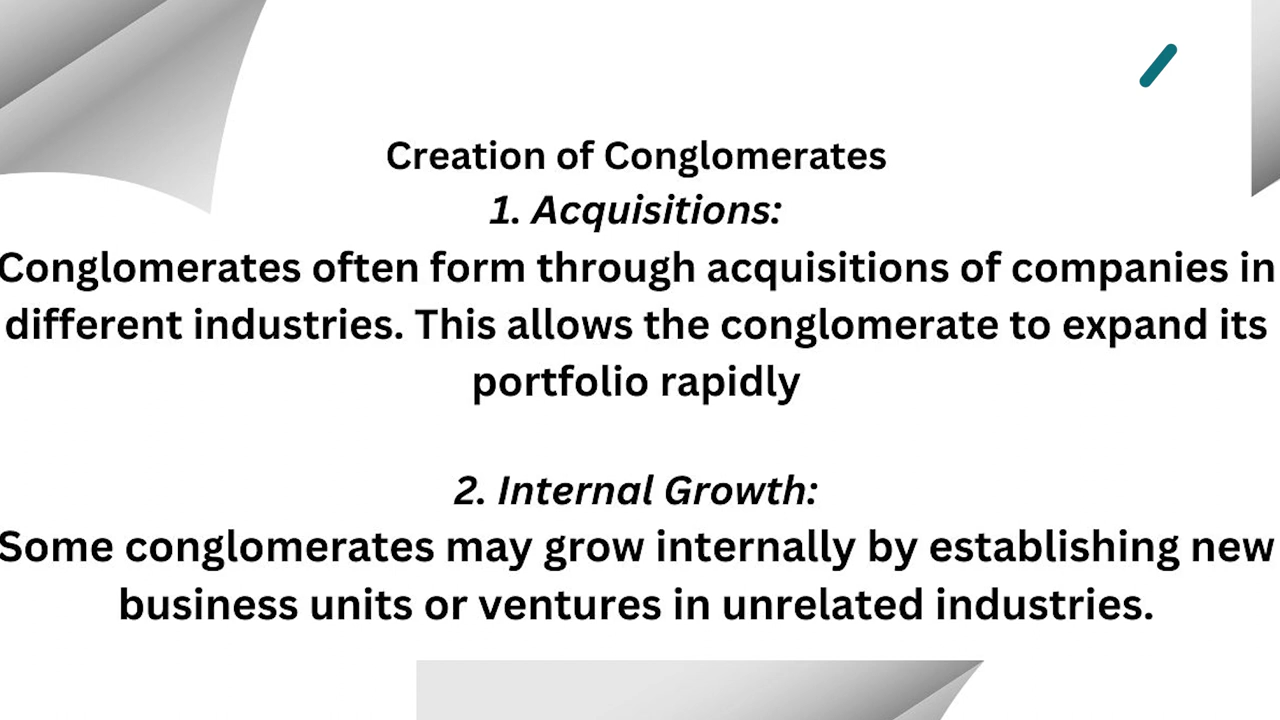 Creation of Conglomerates
1. Acquisitions:
Conglomerates often form through acquisitions of companies in
different industries. This allows the conglomerate to expand its
portfolio rapidly
2. Internal Growth:
Some conglomerates may grow internally by establishing new
business units or ventures in unrelated industries.